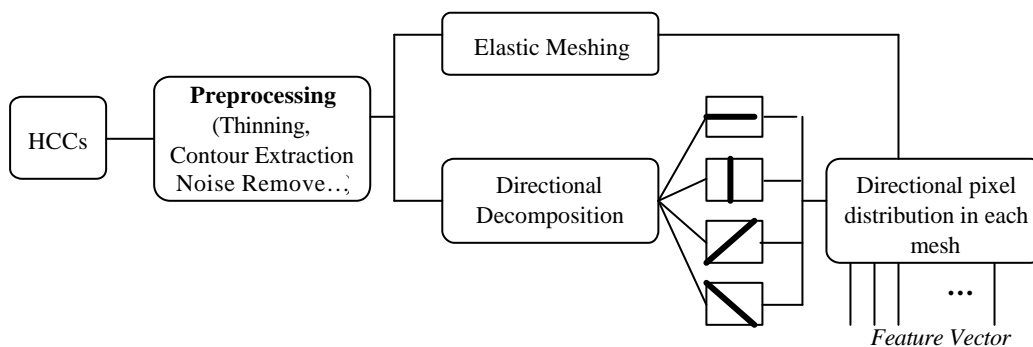 HCCs
Preprocessing
(Thinning,
Contour Extraction
Noise Remove…)
Elastic Meshing
Directional
Decomposition
Directional pixel
distribution in each
mesh
...
Feature Vector